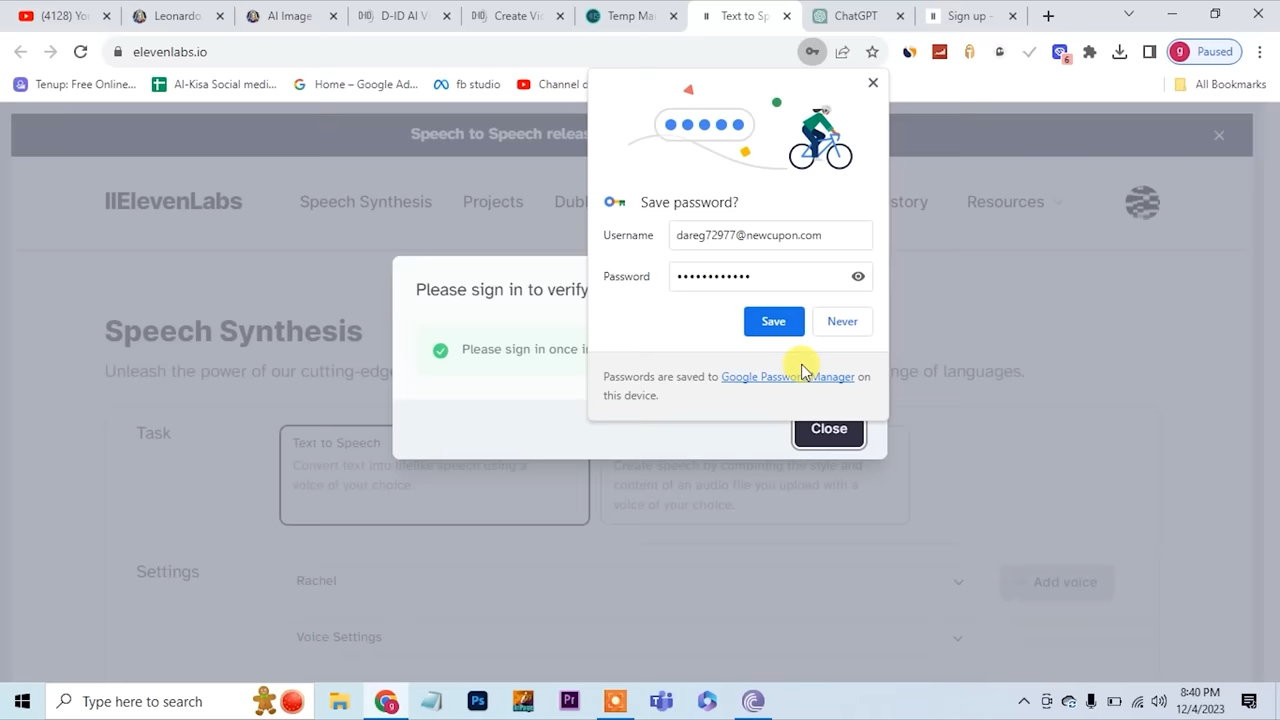 (4128) Yo
Leonardo.
AI Image
D-ID AI V
Create Vi
Temp Ma
Text to Sp
ChatGPT
Sign up -
elevenlabs.io
6
g Paused
Tenup: Free Online...
AI-Kisa Social medi...
Home – Google Ad...
fb studio
Channel d
All Bookmarks
Speech to Speech relea
Save password?
Username dareg72977@newcupon.com
Password ••••••••••••
Save Never
Passwords are saved to Google Password Manager on
this device.
IIElevenLabs Speech Synthesis Projects Dubb story Resources
Please sign in to verify
Speech Synthesis
Please sign in once i
Unleash the power of our cutting-edge nge of languages.
Close
Task
Text to Speech
Convert text into lifelike speech using a
voice of your choice.
Create speech by combining the style and
content of an audio file you upload with a
voice of your choice.
Settings
Rachel
Add voice
Voice Settings
Type here to search
Ps
Pr
8:40 PM
12/4/2023